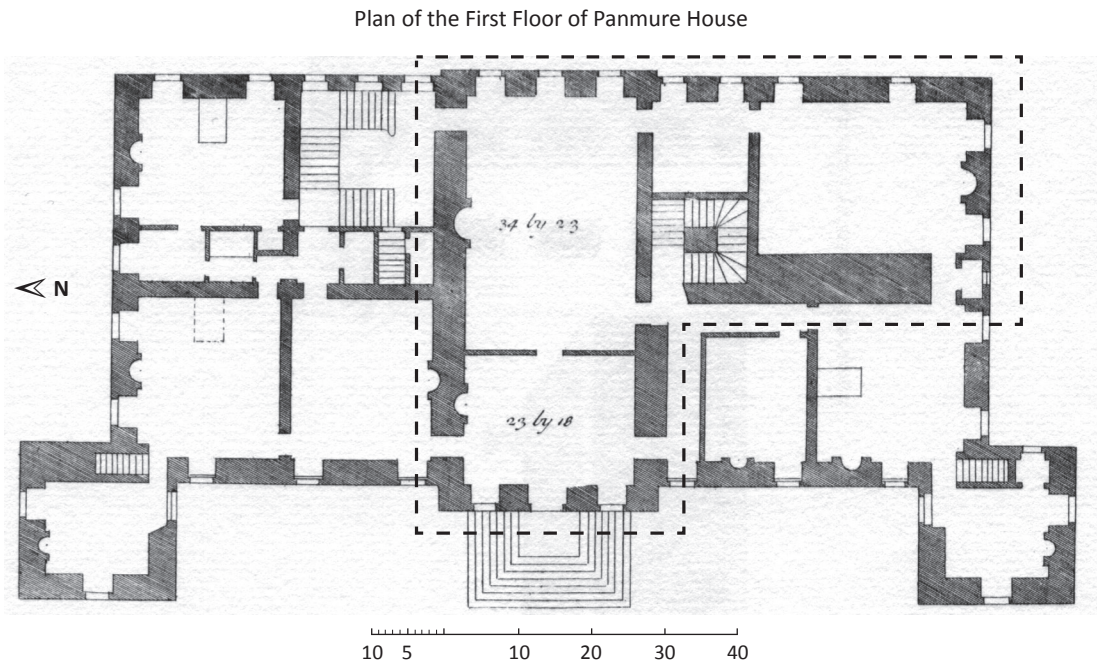 Plan of the First Floor of Panmure House
34 by 23
N
23 by 18
10 5 10 20 30 40